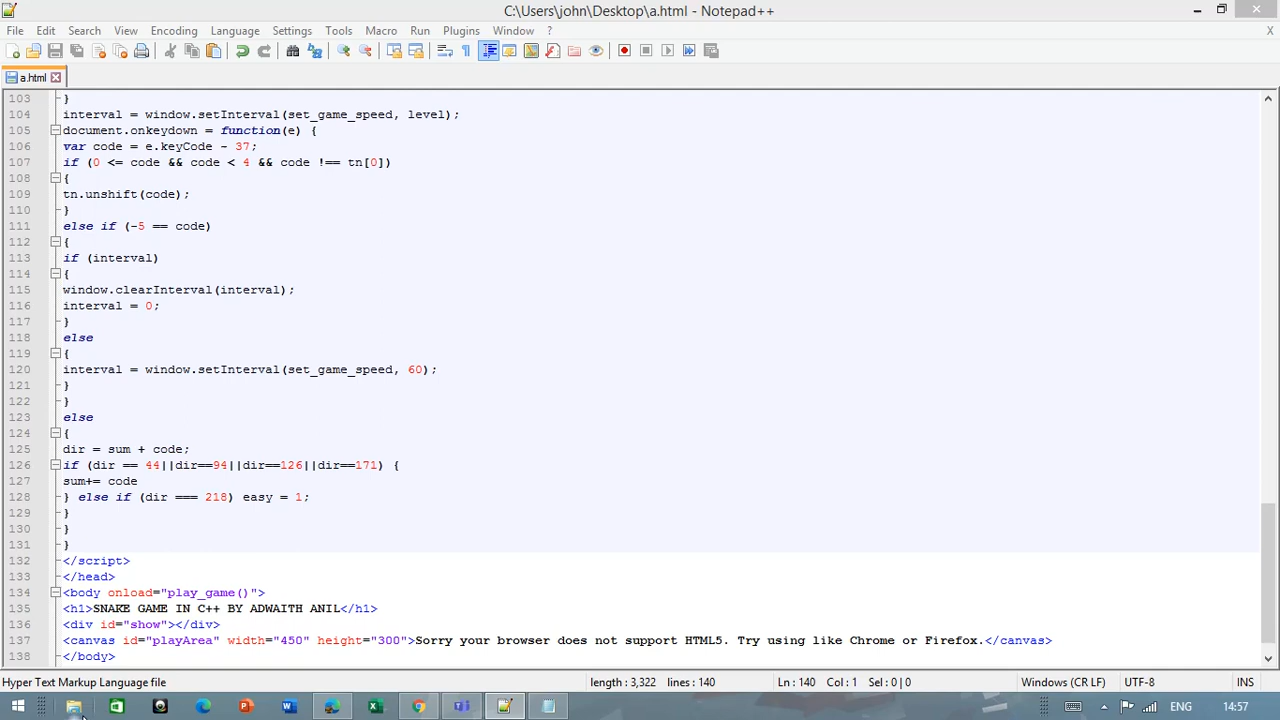 C:\Users\john\Desktop\a.html - Notepad++
File Edit Search View Encoding Language Settings Tools Macro Run Plugins Window ? X
a.html
103 }
104 interval = window.setInterval(set_game_speed, level);
105 document.onkeydown = function(e) {
106 var code = e.keyCode - 37;
107 if (0 <= code && code < 4 && code !== tn[0])
108 {
109 tn.unshift(code);
110 }
111 else if (-5 == code)
112 {
113 if (interval)
114 {
115 window.clearInterval(interval);
116 interval = 0;
117 }
118 else
119 {
120 interval = window.setInterval(set_game_speed, 60);
121 }
122 }
123 else
124 {
125 dir = sum + code;
126 if (dir == 44||dir==94||dir==126||dir==171) {
127 sum+= code
128 } else if (dir === 218) easy = 1;
129 }
130 }
131 }
132 </script>
133 </head>
134 <body onload="play_game()">
135 <h1>SNAKE GAME IN C++ BY ADWAITH ANIL</h1>
136 <div id="show"></div>
137 <canvas id="playArea" width="450" height="300">Sorry your browser does not support HTML5. Try using like Chrome or Firefox.</canvas>
138 </body>
Hyper Text Markup Language file length : 3,322 lines : 140 Ln : 140 Col : 1 Sel : 0 | 0 Windows (CR LF) UTF-8 INS
ENG 14:57